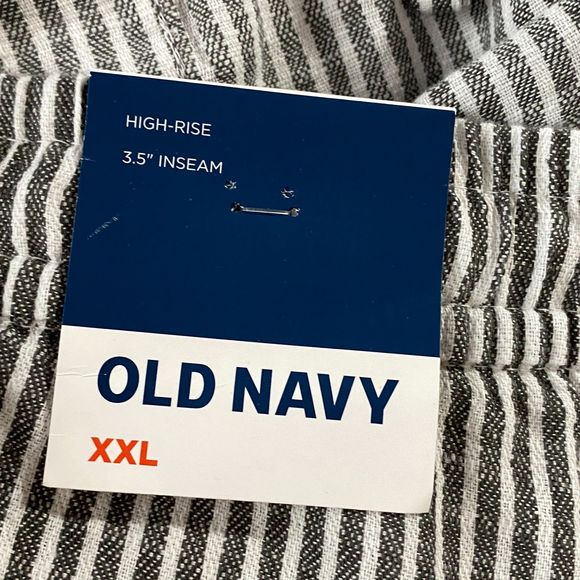 HIGH-RISE
3.5" INSEAM
OLD NAVY
XXL